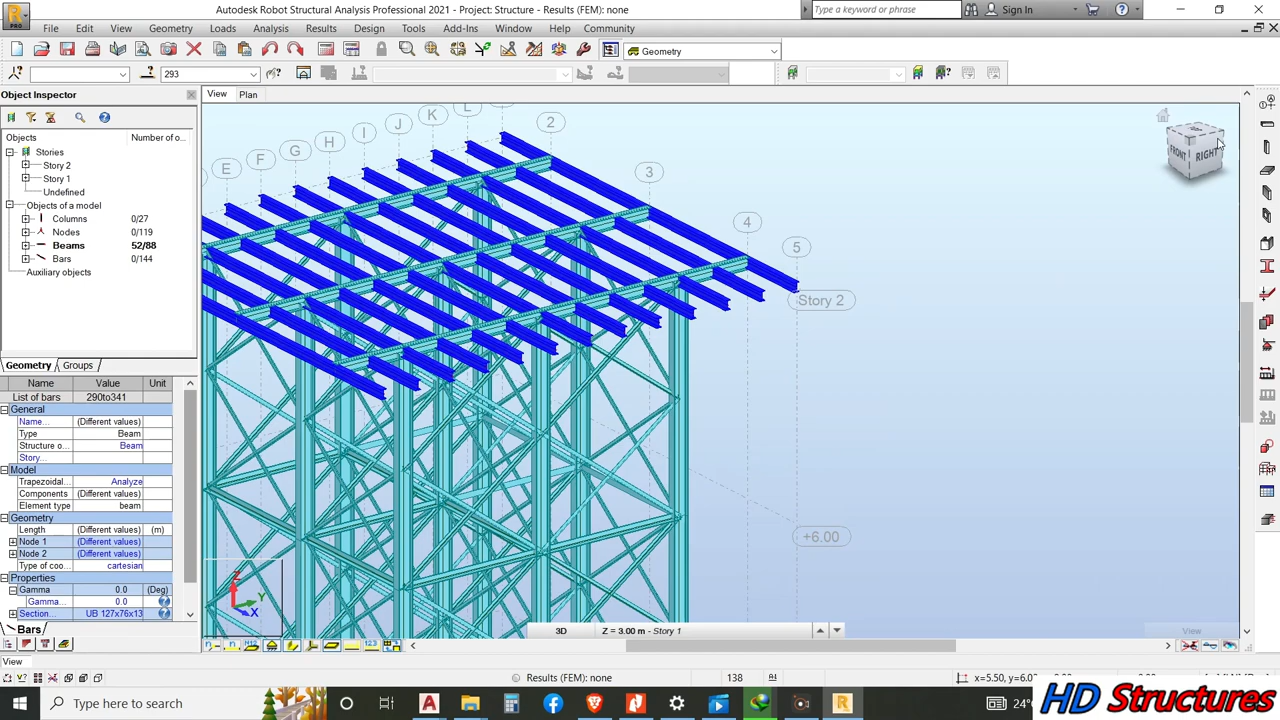 Autodesk Robot Structural Analysis Professional 2021 - Project: Structure - Results (FEM): none
Type a keyword or phrase
Sign In
PRO
File Edit View Geometry Loads Analysis Results Design Tools Add-Ins Window Help Community
Geometry
293
Object Inspector
View Plan
Objects Number of o...
Stories
Story 2
Story 1
Undefined
Objects of a model
Columns 0/27
Nodes 0/119
Beams 52/88
Bars 0/144
Auxiliary objects
Geometry Groups
Name Value Unit
List of bars 290to341
General
Name... (Different values)
Type Beam
Structure o... Beam
Story...
Model
Trapezoidal... Analyze
Components (Different values)
Element type beam
Geometry
Length (Different values) (m)
Node 1 (Different values)
Node 2 (Different values)
Type of coo... cartesian
Properties
Gamma 0.0 (Deg)
Gamma... 0.0
Section... UB 127x76x13
Bars
E F G H I J K L
2 3 4 5
Story 2
+6.00
FRONT RIGHT
Z Y X
3D Z = 3.00 m - Story 1
View
View
Results (FEM): none
138
Type here to search
24°
HD Structures